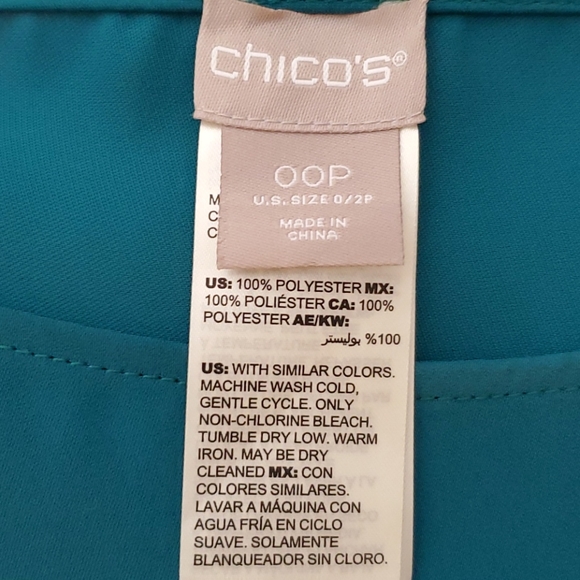 chico's®
OOP
U.S. SIZE 0/2P
MADE IN
CHINA
M
C
C
US: 100% POLYESTER MX:
100% POLIÉSTER CA: 100%
POLYESTER AE/KW:
100% بوليستر
US: WITH SIMILAR COLORS.
MACHINE WASH COLD,
GENTLE CYCLE. ONLY
NON-CHLORINE BLEACH.
TUMBLE DRY LOW. WARM
IRON. MAY BE DRY
CLEANED MX: CON
COLORES SIMILARES.
LAVAR A MÁQUINA CON
AGUA FRÍA EN CICLO
SUAVE. SOLAMENTE
BLANQUEADOR SIN CLORO.